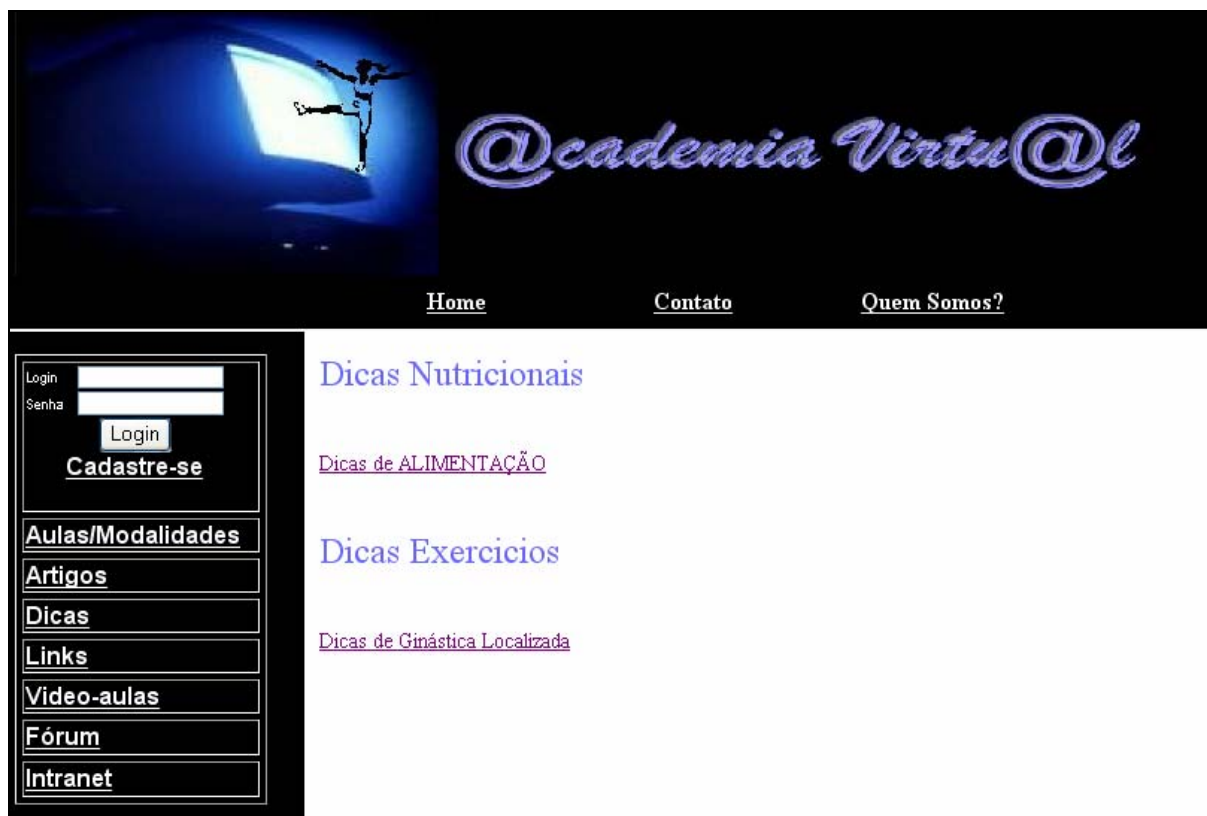 @cademia Virtu@l
Home Contato Quem Somos?
Login
Senha
Login
Cadastre-se
Aulas/Modalidades
Artigos
Dicas
Links
Video-aulas
Fórum
Intranet
Dicas Nutricionais
Dicas de ALIMENTAÇÃO
Dicas Exercicios
Dicas de Ginástica Localizada